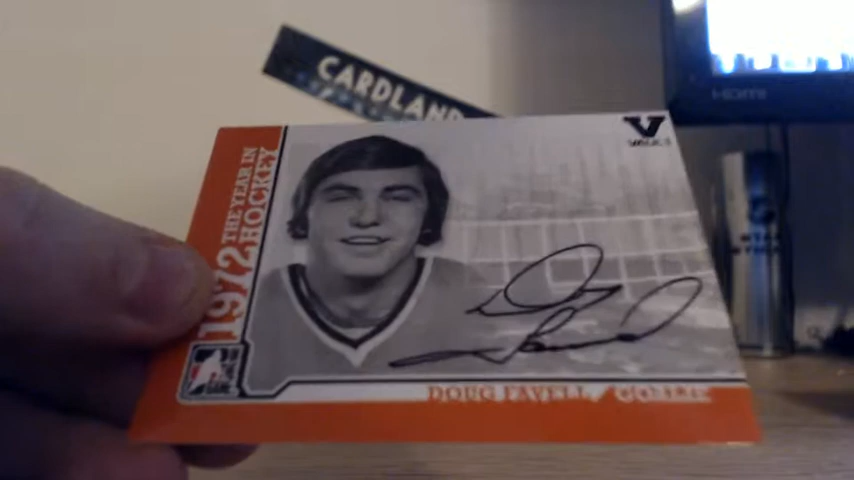 CARDLAND
HDMI
V
VAULT
1972 THE YEAR IN HOCKEY
DOUG FAVELL / GOALIE